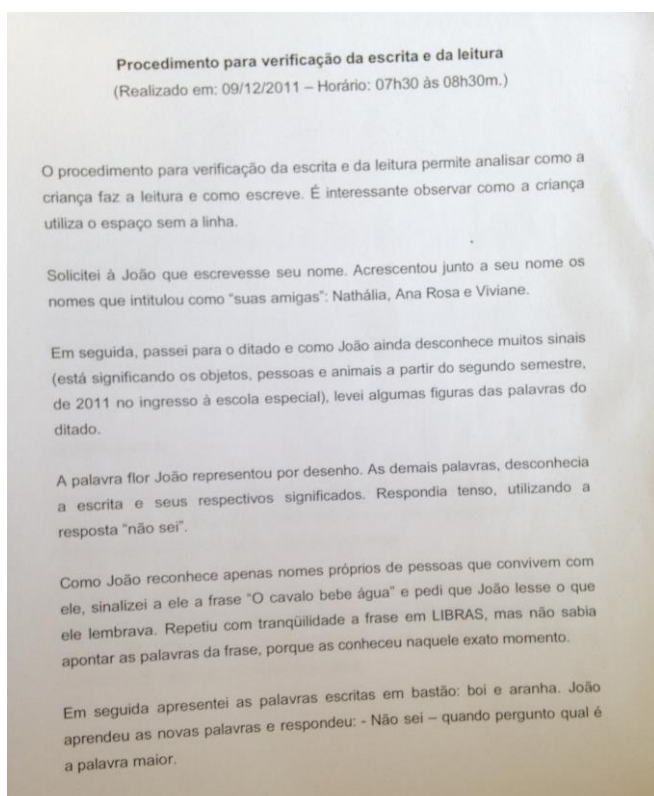 Procedimento para verificação da escrita e da leitura
(Realizado em: 09/12/2011 – Horário: 07h30 às 08h30m.)
O procedimento para verificação da escrita e da leitura permite analisar como a
criança faz a leitura e como escreve. É interessante observar como a criança
utiliza o espaço sem a linha.
Solicitei à João que escrevesse seu nome. Acrescentou junto a seu nome os
nomes que intitulou como “suas amigas”: Nathália, Ana Rosa e Viviane.
Em seguida, passei para o ditado e como João ainda desconhece muitos sinais
(está significando os objetos, pessoas e animais a partir do segundo semestre,
de 2011 no ingresso à escola especial), levei algumas figuras das palavras do
ditado.
A palavra flor João representou por desenho. As demais palavras, desconhecia
a escrita e seus respectivos significados. Respondia tenso, utilizando a
resposta “não sei”.
Como João reconhece apenas nomes próprios de pessoas que convivem com
ele, sinalizei a ele a frase “O cavalo bebe água” e pedi que João lesse o que
ele lembrava. Repetiu com tranqüilidade a frase em LIBRAS, mas não sabia
apontar as palavras da frase, porque as conheceu naquele exato momento.
Em seguida apresentei as palavras escritas em bastão: boi e aranha. João
aprendeu as novas palavras e respondeu: - Não sei – quando pergunto qual é
a palavra maior.